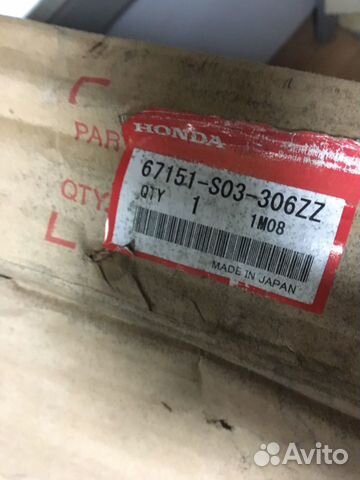 PAR
HONDA
67151-S03-306ZZ
QTY 1 1M08
QTY
MADE IN JAPAN
Avito